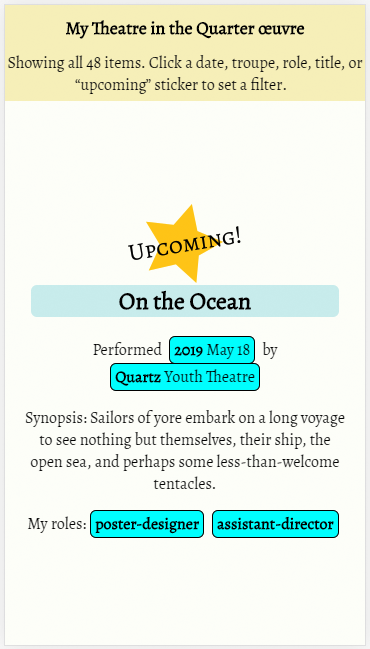 My Theatre in the Quarter œuvre
Showing all 48 items. Click a date, troupe, role, title, or
“upcoming” sticker to set a filter.
Upcoming!
On the Ocean
Performed 2019 May 18 by
Quartz Youth Theatre
Synopsis: Sailors of yore embark on a long voyage
to see nothing but themselves, their ship, the
open sea, and perhaps some less-than-welcome
tentacles.
My roles: poster-designer assistant-director